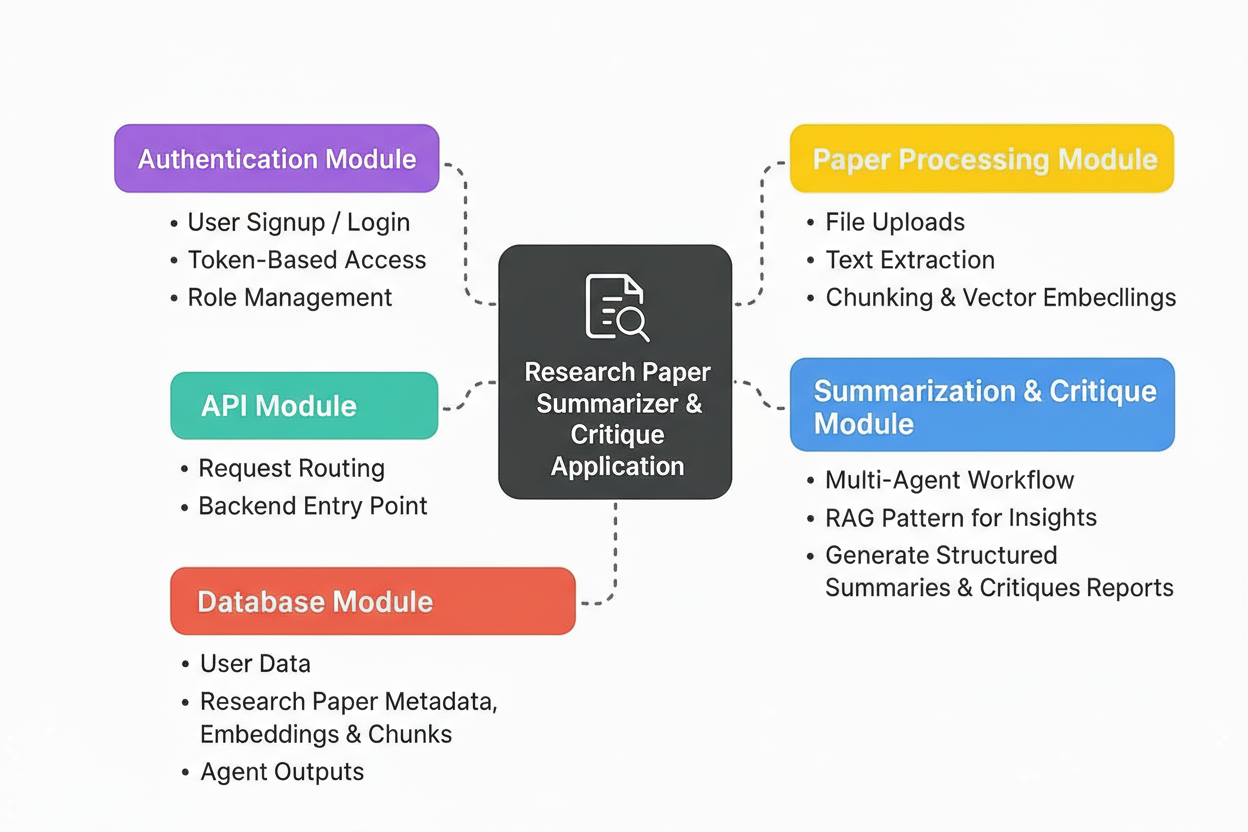 Authentication Module
• User Signup / Login
• Token-Based Access
• Role Management
API Module
• Request Routing
• Backend Entry Point
Database Module
• User Data
• Research Paper Metadata,
Embeddings & Chunks
• Agent Outputs
Research Paper
Summarizer &
Critique
Application
Paper Processing Module
• File Uploads
• Text Extraction
• Chunking & Vector Embecllings
Summarization & Critique
Module
• Multi-Agent Workflow
• RAG Pattern for Insights
• Generate Structured
Summaries & Critiques Reports